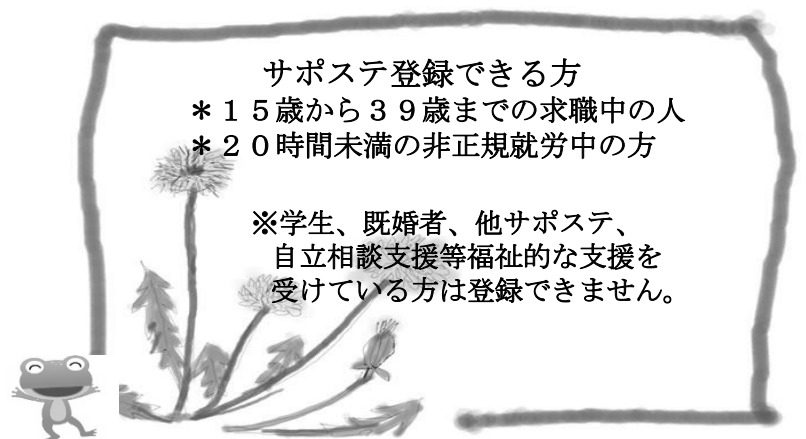 サポステ登録できる方
＊１５歳から３９歳までの求職中の人
＊２０時間未満の非正規就労中の方
※学生、既婚者、他サポステ、
自立相談支援等福祉的な支援を
受けている方は登録できません。